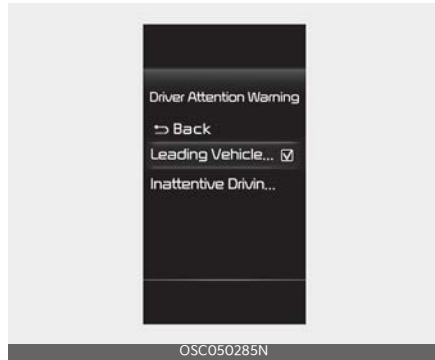 Driver Attention Warning
Back
Leading Vehicle...
Inattentive Drivin...
OSC050285N